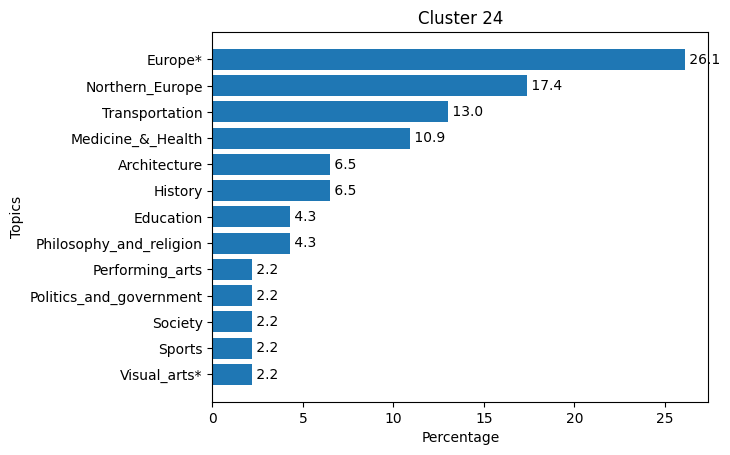 Cluster 24
Topics
Europe* 26.1
Northern_Europe 17.4
Transportation 13.0
Medicine_&_Health 10.9
Architecture 6.5
History 6.5
Education 4.3
Philosophy_and_religion 4.3
Performing_arts 2.2
Politics_and_government 2.2
Society 2.2
Sports 2.2
Visual_arts* 2.2
0 5 10 15 20 25
Percentage